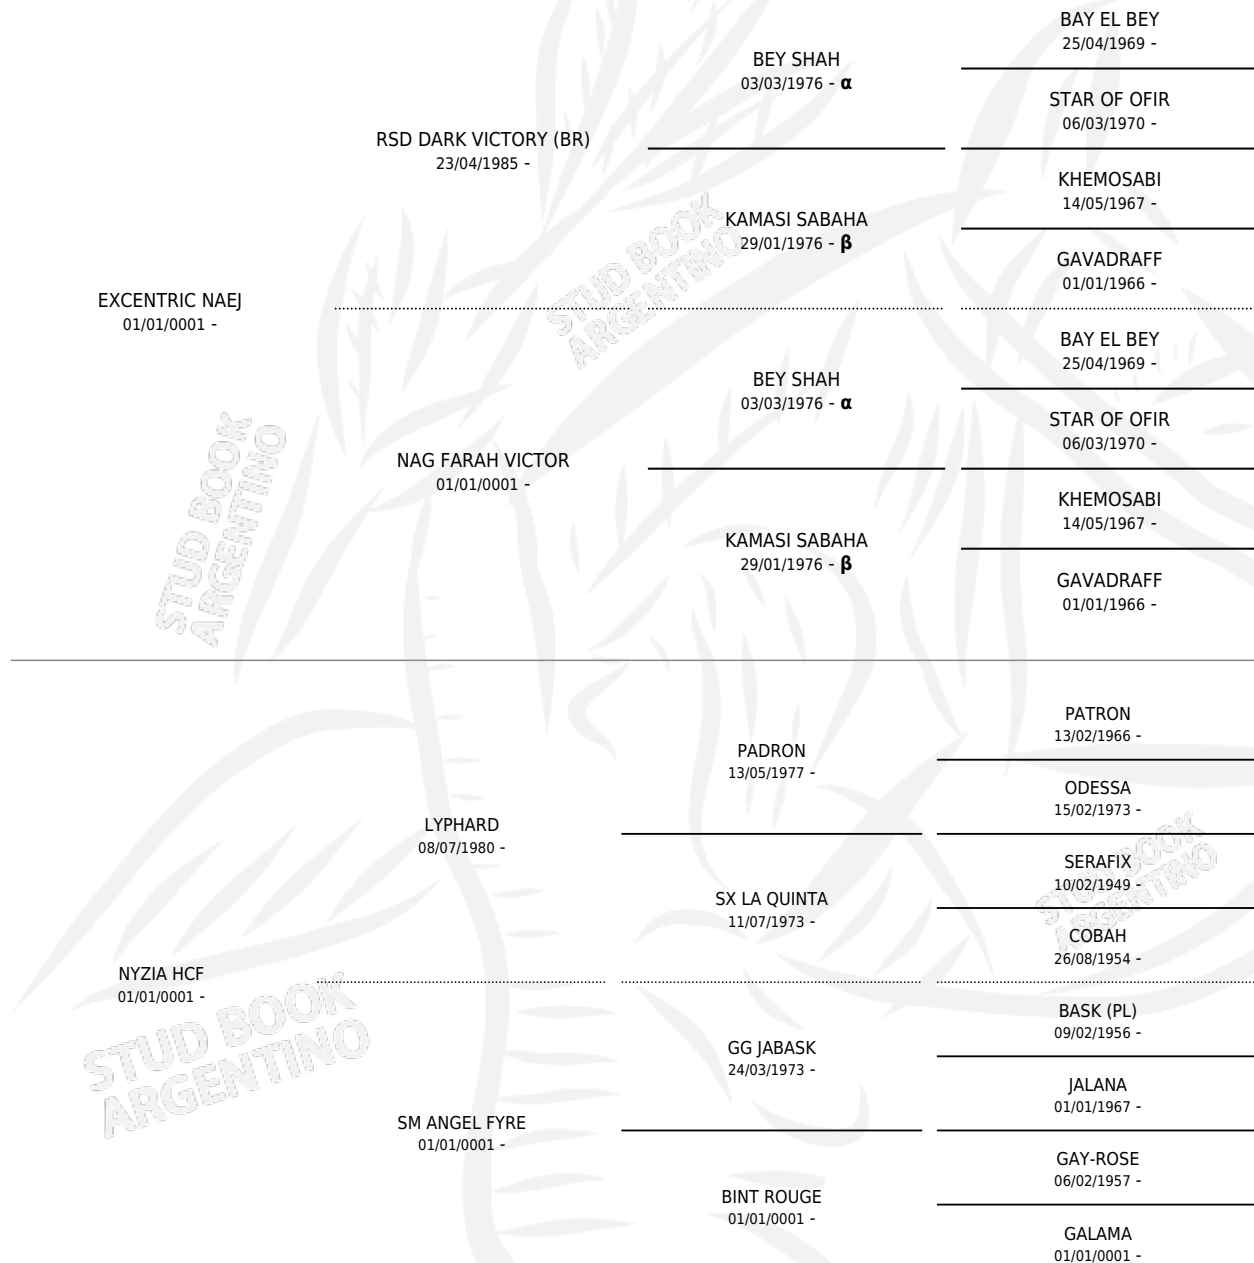 BAY EL BEY
25/04/1969 -
BEY SHAH
03/03/1976 - α
STAR OF OFIR
06/03/1970 -
RSD DARK VICTORY (BR)
23/04/1985 -
KHEMOSABI
14/05/1967 -
KAMASI SABAHA
29/01/1976 - β
GAVADRAFF
01/01/1966 -
EXCENTRIC NAEJ
01/01/0001 -
BAY EL BEY
25/04/1969 -
BEY SHAH
03/03/1976 - α
STAR OF OFIR
06/03/1970 -
NAG FARAH VICTOR
01/01/0001 -
KHEMOSABI
14/05/1967 -
KAMASI SABAHA
29/01/1976 - β
GAVADRAFF
01/01/1966 -
PATRON
13/02/1966 -
PADRON
13/05/1977 -
ODESSA
15/02/1973 -
LYPHARD
08/07/1980 -
SERAFIX
10/02/1949 -
SX LA QUINTA
11/07/1973 -
COBAH
26/08/1954 -
NYZIA HCF
01/01/0001 -
BASK (PL)
09/02/1956 -
GG JABASK
24/03/1973 -
JALANA
01/01/1967 -
SM ANGEL FYRE
01/01/0001 -
GAY-ROSE
06/02/1957 -
BINT ROUGE
01/01/0001 -
GALAMA
01/01/0001 -
STUD BOOK
ARGENTINO
STUD BOOK
ARGENTINO
STUD BOOK
ARGENTINO
STUD BOOK
ARGENTINO